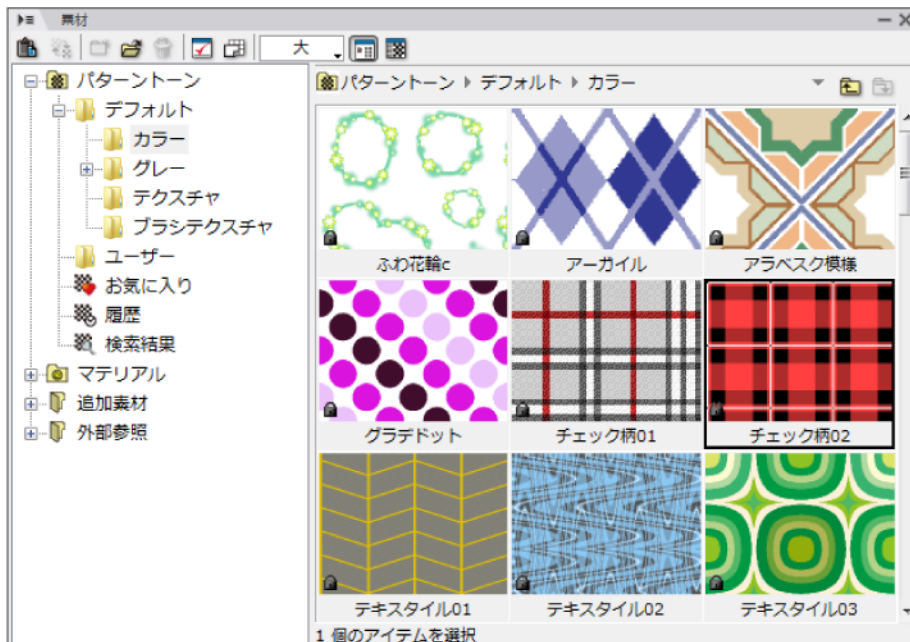 素材
大
パターントーン
デフォルト
カラー
グレー
テクスチャ
ブラシテクスチャ
ユーザー
お気に入り
履歴
検索結果
マテリアル
追加素材
外部参照
パターントーン デフォルト カラー
ふわ花輪c アーガイル アラベスク模様
グラデドット チェック柄01 チェック柄02
テキスタイル01 テキスタイル02 テキスタイル03
1 個のアイテムを選択